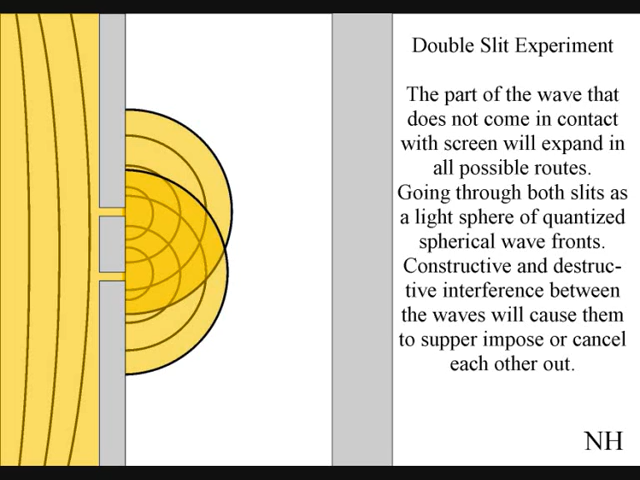 Double Slit Experiment
The part of the wave that
does not come in contact
with screen will expand in
all possible routes.
Going through both slits as
a light sphere of quantized
spherical wave fronts.
Constructive and destruc-
tive interference between
the waves will cause them
to supper impose or cancel
each other out.
NH